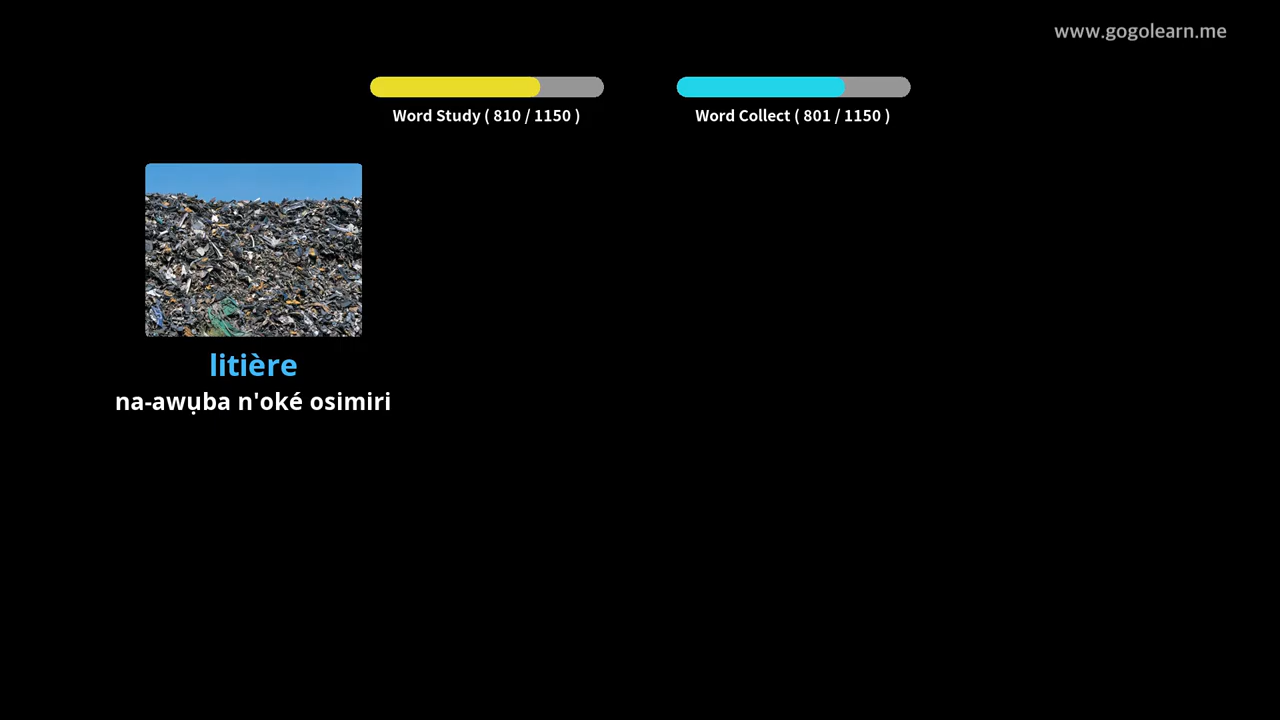 www.gogolearn.me
Word Study ( 810 / 1150 )
Word Collect ( 801 / 1150 )
litière
na-awụba n'oké osimiri